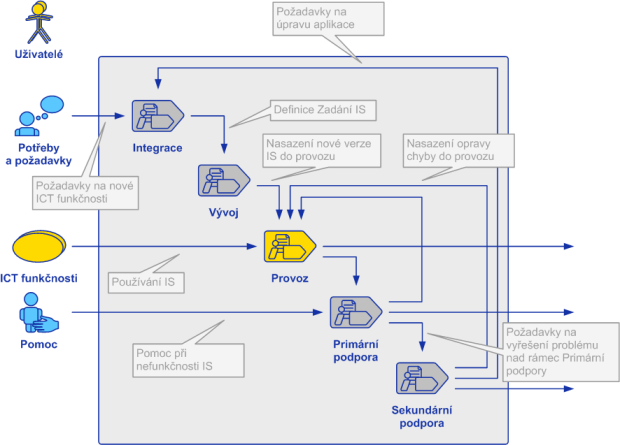 Požadavky na
úpravu aplikace
Uživatelé
Definice Zadání IS
Integrace
Potřeby
a požadavky
Nasazení nové verze
IS do provozu
Nasazení opravy
chyby do provozu
Požadavky na nové
ICT funkčnosti
Vývoj
ICT funkčnosti
Používání IS
Provoz
Pomoc
Pomoc při
nefunkčnosti IS
Primární
podpora
Požadavky na
vyřešení problému
nad rámec Primární
podpory
Sekundární
podpora